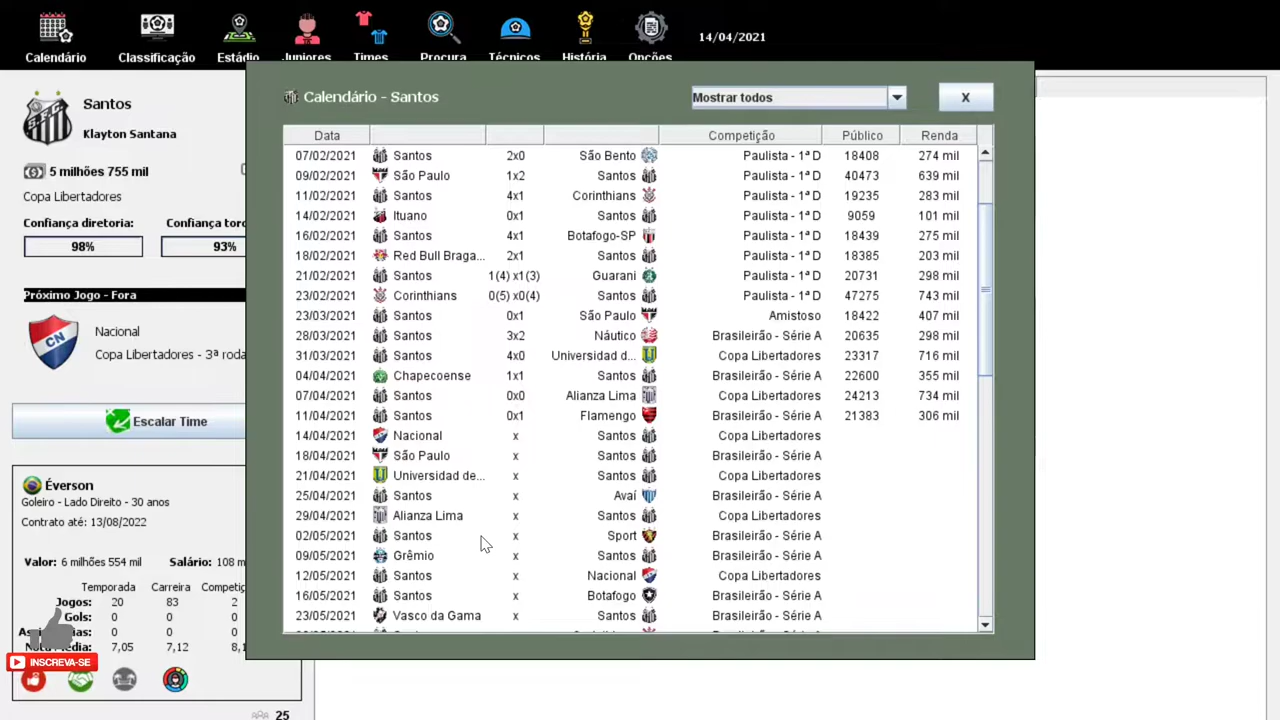 Calendário Classificação Estádio Juniores Times Procura Técnicos História Opções 14/04/2021
Santos
Klayton Santana
5 milhões 755 mil
Copa Libertadores
Confiança diretoria: Confiança torc
98% 93%
Próximo Jogo - Fora
Nacional
Copa Libertadores - 3ª roda
Escalar Time
Éverson
Goleiro - Lado Direito - 30 anos
Contrato até: 13/08/2022
Valor: 6 milhões 554 mil Salário: 108 m
Temporada Carreira Competiç
Jogos: 20 83 2
Gols: 0 0 0
0 0 0
7,05 7,12 8,1
INSCREVA-SE
25
Calendário - Santos Mostrar todos X
Data Competição Público Renda
07/02/2021 Santos 2x0 São Bento Paulista - 1ª D 18408 274 mil
09/02/2021 São Paulo 1x2 Santos Paulista - 1ª D 40473 639 mil
11/02/2021 Santos 4x1 Corinthians Paulista - 1ª D 19235 283 mil
14/02/2021 Ituano 0x1 Santos Paulista - 1ª D 9059 101 mil
16/02/2021 Santos 4x1 Botafogo-SP Paulista - 1ª D 18439 275 mil
18/02/2021 Red Bull Braga... 2x1 Santos Paulista - 1ª D 18385 203 mil
21/02/2021 Santos 1(4) x1(3) Guarani Paulista - 1ª D 20731 298 mil
23/02/2021 Corinthians 0(5) x0(4) Santos Paulista - 1ª D 47275 743 mil
23/03/2021 Santos 0x1 São Paulo Amistoso 18422 407 mil
28/03/2021 Santos 3x2 Náutico Brasileirão - Série A 20635 298 mil
31/03/2021 Santos 4x0 Universidad d... Copa Libertadores 23317 716 mil
04/04/2021 Chapecoense 1x1 Santos Brasileirão - Série A 22600 355 mil
07/04/2021 Santos 0x0 Alianza Lima Copa Libertadores 24213 734 mil
11/04/2021 Santos 0x1 Flamengo Brasileirão - Série A 21383 306 mil
14/04/2021 Nacional x Santos Copa Libertadores
18/04/2021 São Paulo x Santos Brasileirão - Série A
21/04/2021 Universidad de... x Santos Copa Libertadores
25/04/2021 Santos x Avaí Brasileirão - Série A
29/04/2021 Alianza Lima x Santos Copa Libertadores
02/05/2021 Santos x Sport Brasileirão - Série A
09/05/2021 Grêmio x Santos Brasileirão - Série A
12/05/2021 Santos x Nacional Copa Libertadores
16/05/2021 Santos x Botafogo Brasileirão - Série A
23/05/2021 Vasco da Gama x Santos Brasileirão - Série A